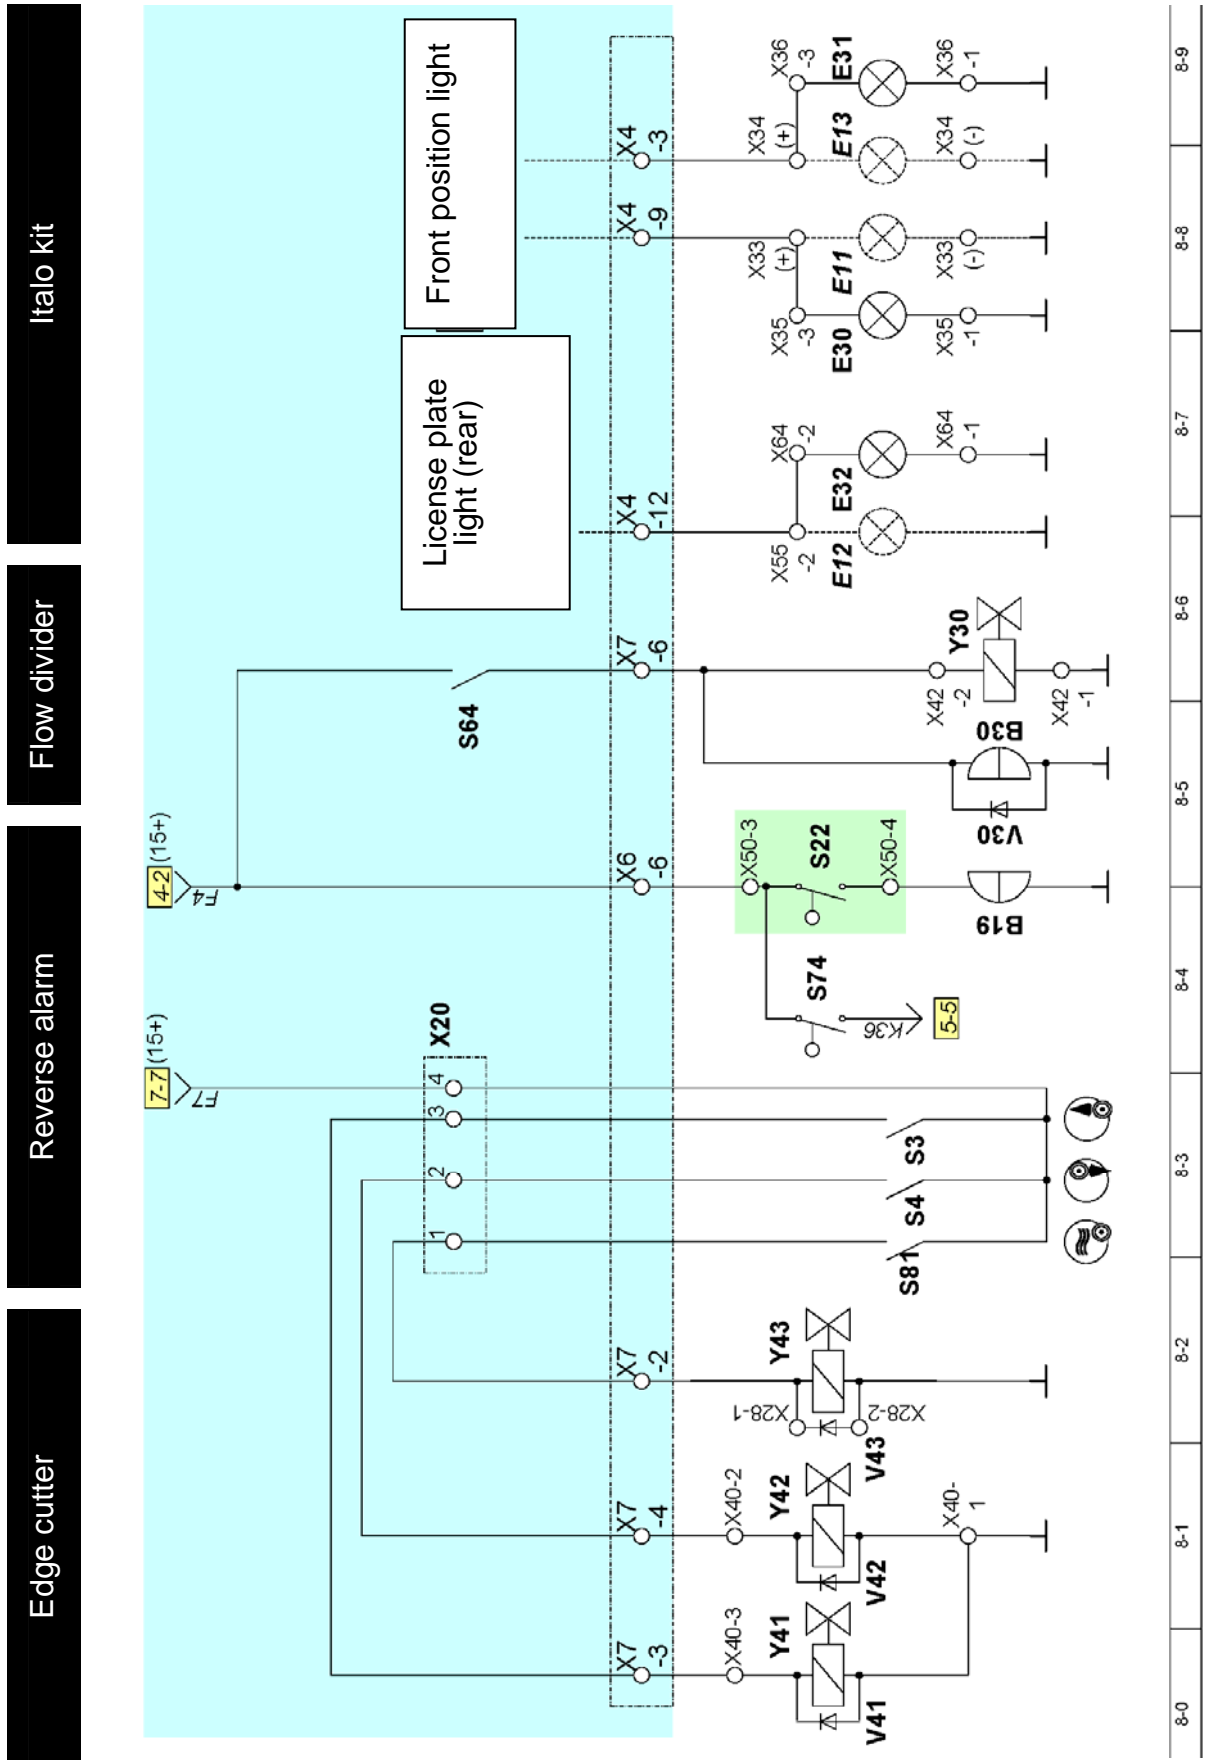 Italo kit
Flow divider
Reverse alarm
Edge cutter
Front position light
License plate
light (rear)
X4
-3
X4
-9
X4
-12
X7
-6
X6
-6
X7
-2
X7
-4
X7
-3
X36
-3
E31
X36
-1
X34
(+)
E13
X34
(-)
X33
(+)
E11
X33
(-)
X35
-3
E30
X35
-1
X64
-2
E32
X64
-1
X55
-2
E12
S64
Y30
X42
-2
X42
-1
B30
V30
4-2 (15+)
F4
X50-3
S22
X50-4
B19
S74
K36
5-5
7-7 (15+)
F7
X20
4
3
2
1
S3
S4
S81
Y43
X28-1
X28-2
V43
X40-2
Y42
V42
X40-
1
X40-3
Y41
V41
8-9
8-8
8-7
8-6
8-5
8-4
8-3
8-2
8-1
8-0